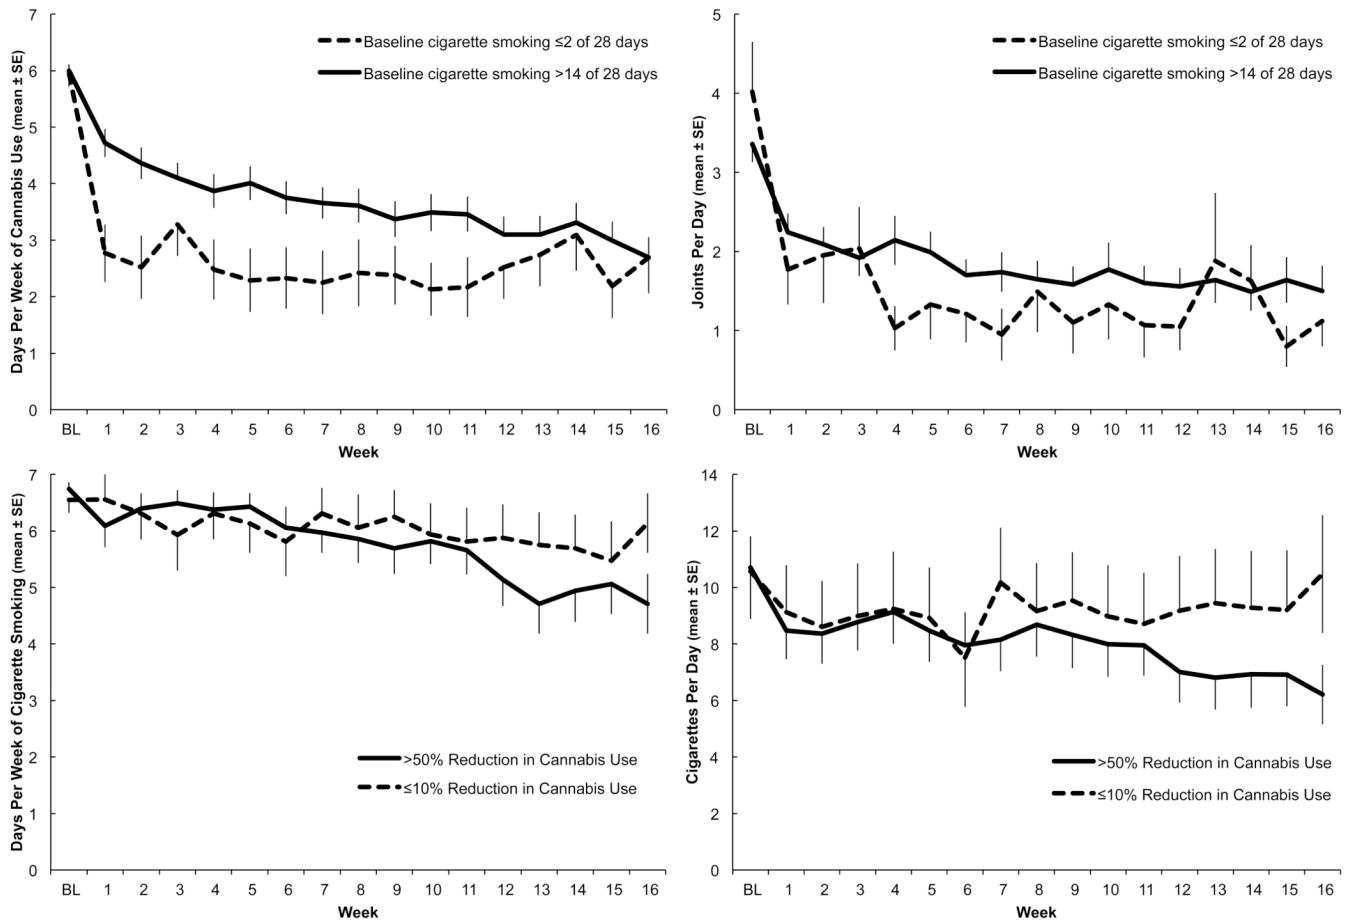 Days Per Week of Cannabis Use (mean ± SE)
7
6
5
4
3
2
1
0
Baseline cigarette smoking ≤2 of 28 days
Baseline cigarette smoking >14 of 28 days
BL 1 2 3 4 5 6 7 8 9 10 11 12 13 14 15 16
Week
Joints Per Day (mean ± SE)
5
4
3
2
1
0
Baseline cigarette smoking ≤2 of 28 days
Baseline cigarette smoking >14 of 28 days
BL 1 2 3 4 5 6 7 8 9 10 11 12 13 14 15 16
Week
Days Per Week of Cigarette Smoking (mean ± SE)
7
6
5
4
3
2
1
0
>50% Reduction in Cannabis Use
≤10% Reduction in Cannabis Use
BL 1 2 3 4 5 6 7 8 9 10 11 12 13 14 15 16
Week
Cigarettes Per Day (mean ± SE)
14
12
10
8
6
4
2
0
>50% Reduction in Cannabis Use
≤10% Reduction in Cannabis Use
BL 1 2 3 4 5 6 7 8 9 10 11 12 13 14 15 16
Week